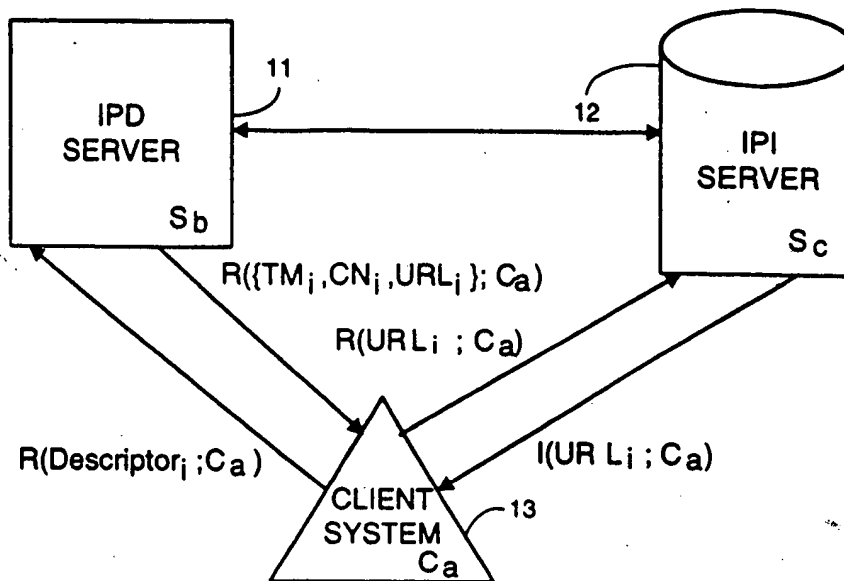 11
IPD
SERVER
Sb
12
IPI
SERVER
Sc
R({TMi,CNi,URLi}; Ca)
R(URLi ; Ca)
R(Descriptori ;Ca)
I(URLi ; Ca)
CLIENT
SYSTEM
Ca
13